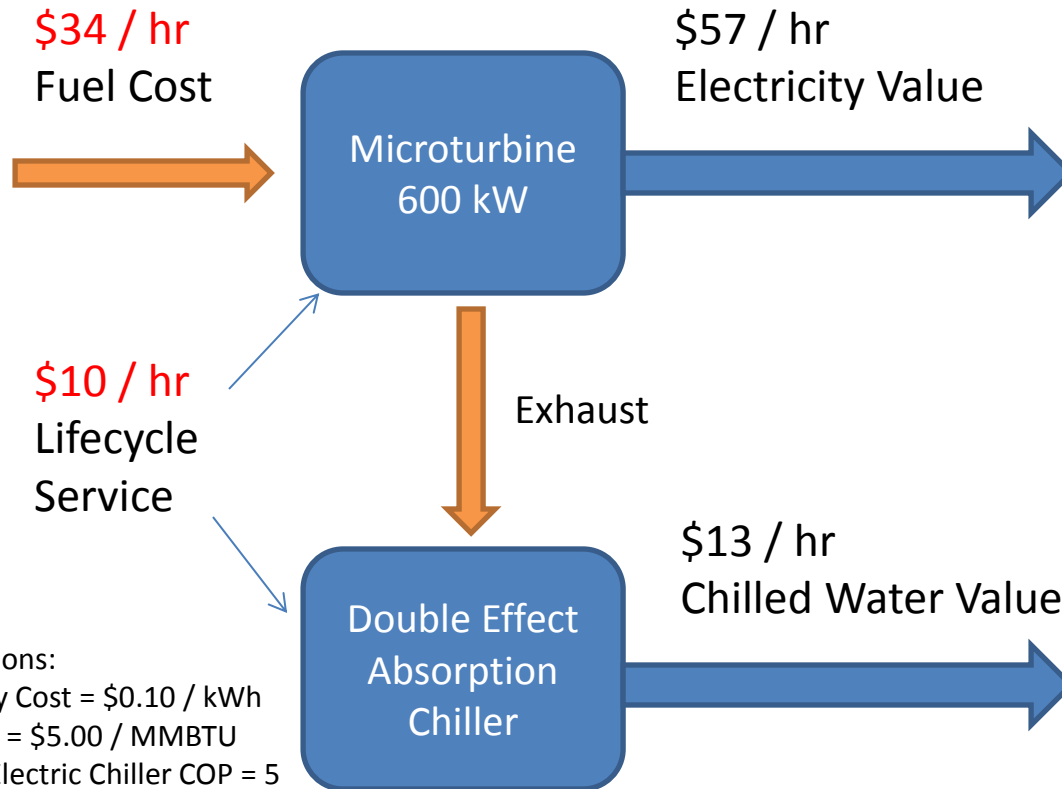 $34 / hr
Fuel Cost
Microturbine
600 kW
$57 / hr
Electricity Value
$10 / hr
Lifecycle
Service
Exhaust
Double Effect
Absorption
Chiller
$13 / hr
Chilled Water Value
ons:
y Cost = $0.10 / kWh
= $5.00 / MMBTU
Electric Chiller COP = 5